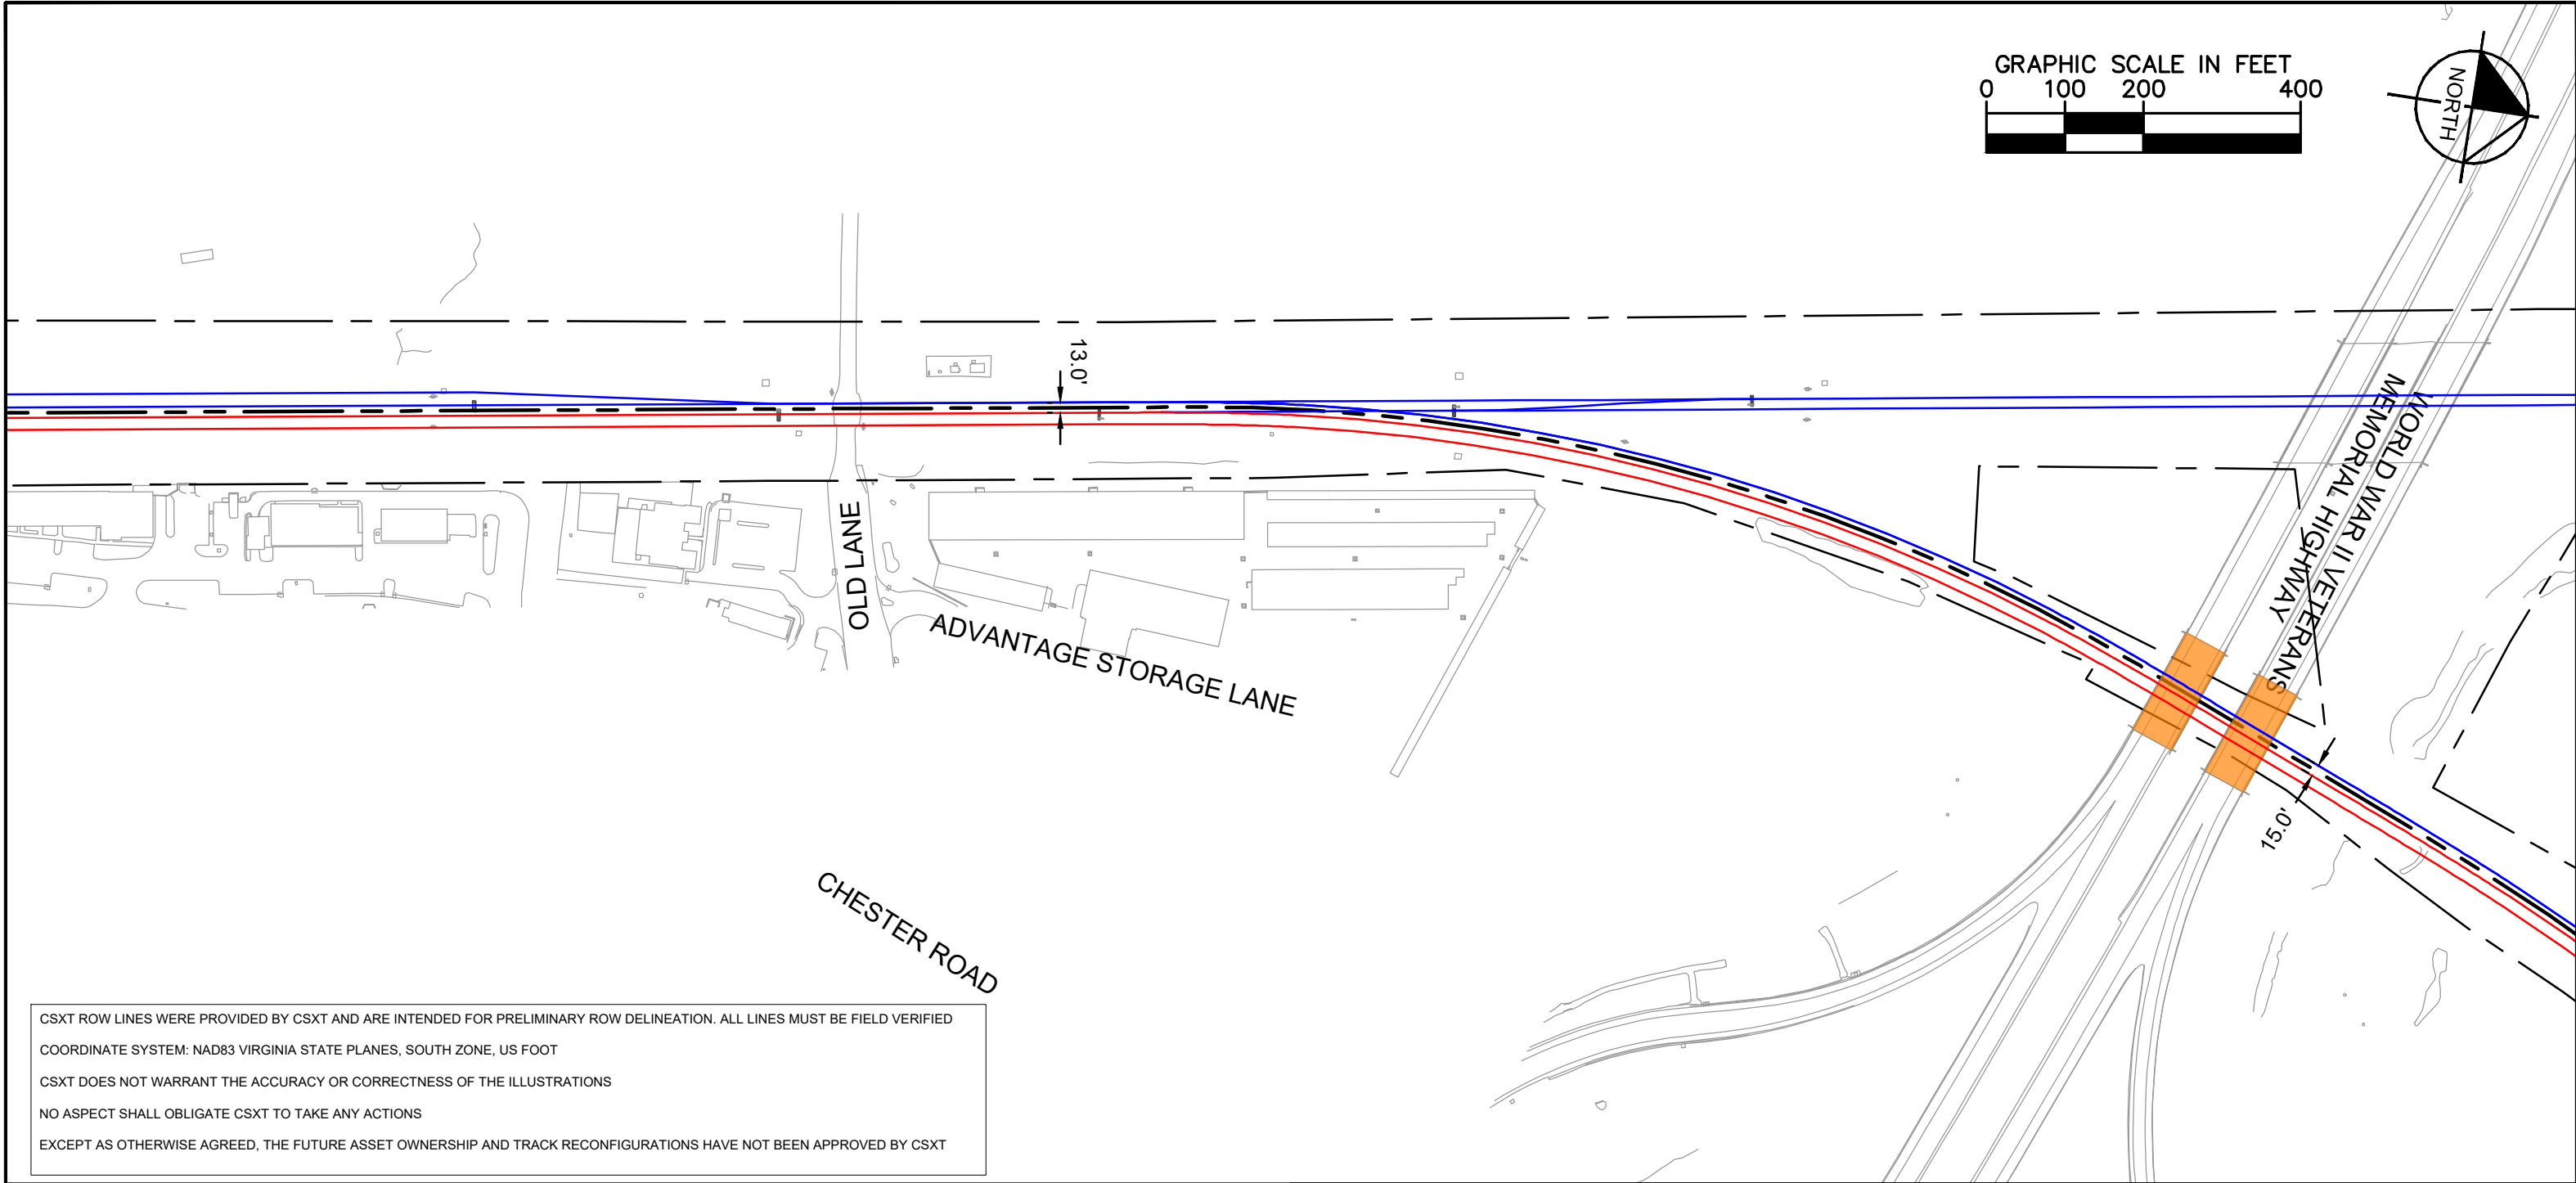 GRAPHIC SCALE IN FEET
0 100 200 400
NORTH
13.0'
WORLD WAR II VETERANS
MEMORIAL HIGHWAY
OLD LANE
ADVANTAGE STORAGE LANE
15.0'
CHESTER ROAD
CSXT ROW LINES WERE PROVIDED BY CSXT AND ARE INTENDED FOR PRELIMINARY ROW DELINEATION. ALL LINES MUST BE FIELD VERIFIED
COORDINATE SYSTEM: NAD83 VIRGINIA STATE PLANES, SOUTH ZONE, US FOOT
CSXT DOES NOT WARRANT THE ACCURACY OR CORRECTNESS OF THE ILLUSTRATIONS
NO ASPECT SHALL OBLIGATE CSXT TO TAKE ANY ACTIONS
EXCEPT AS OTHERWISE AGREED, THE FUTURE ASSET OWNERSHIP AND TRACK RECONFIGURATIONS HAVE NOT BEEN APPROVED BY CSXT